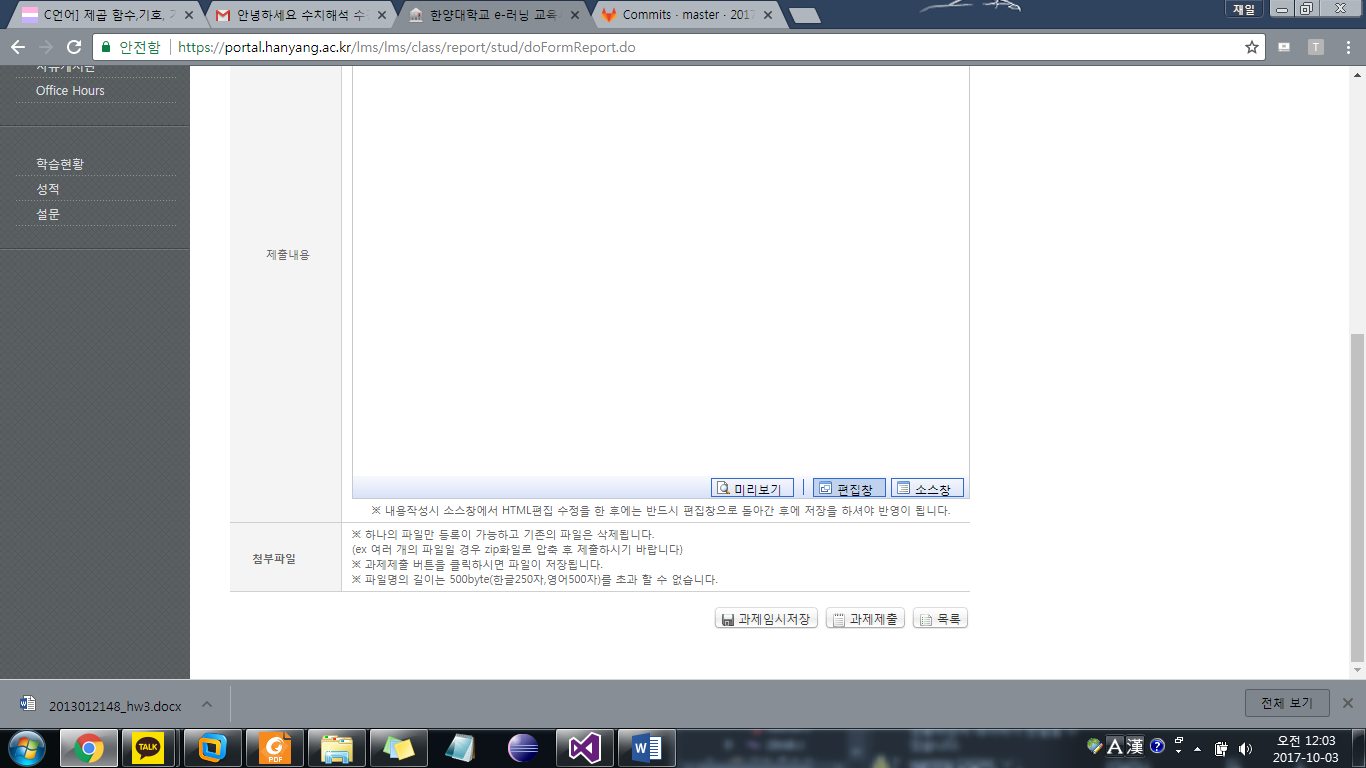 C언어] 제곱 함수,기호,
안녕하세요 수치해석 수
한양대학교 e-러닝 교육
Commits · master · 2017
재일
안전함
https://portal.hanyang.ac.kr/lms/lms/class/report/stud/doFormReport.do
T
Office Hours
학습현황
성적
설문
제출내용
미리보기
편집창
소스창
※ 내용작성시 소스창에서 HTML편집 수정을 한 후에는 반드시 편집창으로 돌아간 후에 저장을 하셔야 반영이 됩니다.
첨부파일
※ 하나의 파일만 등록이 가능하고 기존의 파일은 삭제됩니다.
(ex 여러 개의 파일일 경우 zip화일로 압축 후 제출하시기 바랍니다)
※ 과제제출 버튼을 클릭하시면 파일이 저장됩니다.
※ 파일명의 길이는 500byte(한글250자,영어500자)를 초과 할 수 없습니다.
과제임시저장
과제제출
목록
2013012148_hw3.docx
전체 보기
TALK
PDF
A 漢
오전 12:03
2017-10-03